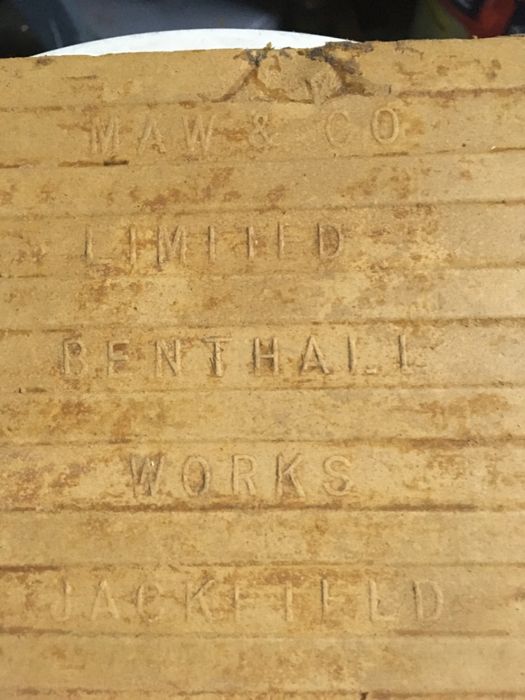 MAW & CO
LIMITED
BENTHALL
WORKS
JACKFIELD